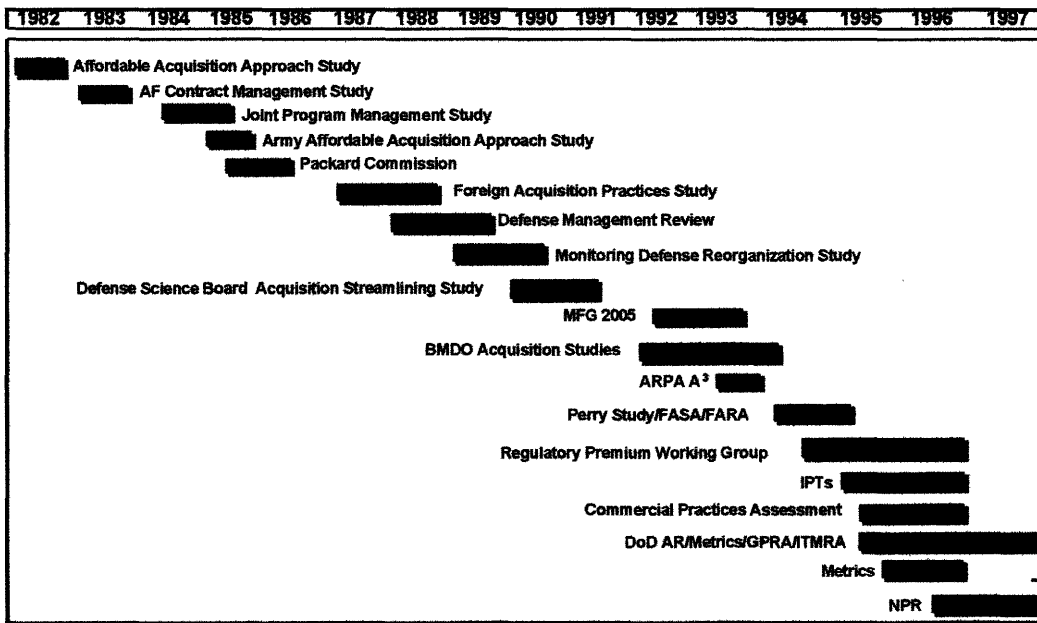 1982 1983 1984 1985 1986 1987 1988 1989 1990 1991 1992 1993 1994 1995 1996 1997
Affordable Acquisition Approach Study
AF Contract Management Study
Joint Program Management Study
Army Affordable Acquisition Approach Study
Packard Commission
Foreign Acquisition Practices Study
Defense Management Review
Monitoring Defense Reorganization Study
Defense Science Board Acquisition Streamlining Study
MFG 2005
BMDO Acquisition Studies
ARPA A³
Perry Study/FASA/FARA
Regulatory Premium Working Group
IPTs
Commercial Practices Assessment
DoD AR/Metrics/GPRA/ITMRA
Metrics
NPR